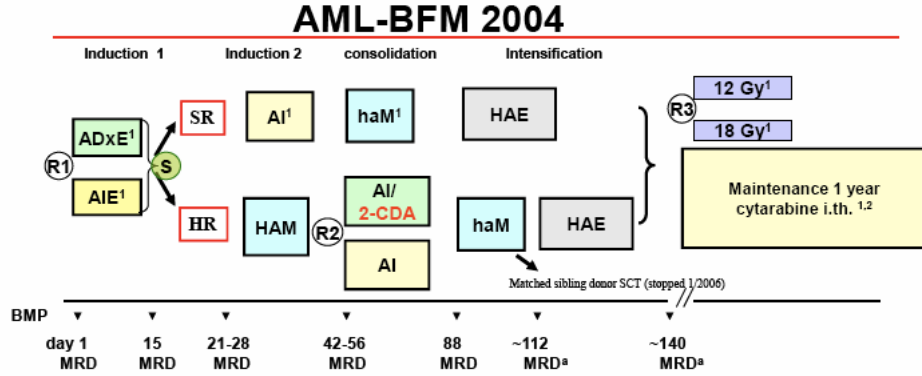 AML-BFM 2004
Induction 1 Induction 2 consolidation Intensification
12 Gy¹
R3
18 Gy¹
SR AI¹ haM¹ HAE
ADxE¹
R1 S
AIE¹
AI/
2-CDA
HR HAM R2 haM HAE
AI
Maintenance 1 year
cytarabine i.th. ¹,²
Matched sibling donor SCT (stopped 1/2006)
BMP
day 1 15 21-28 42-56 88 ~112 ~140
MRD MRD MRD MRD MRD MRDᵃ MRDᵃ